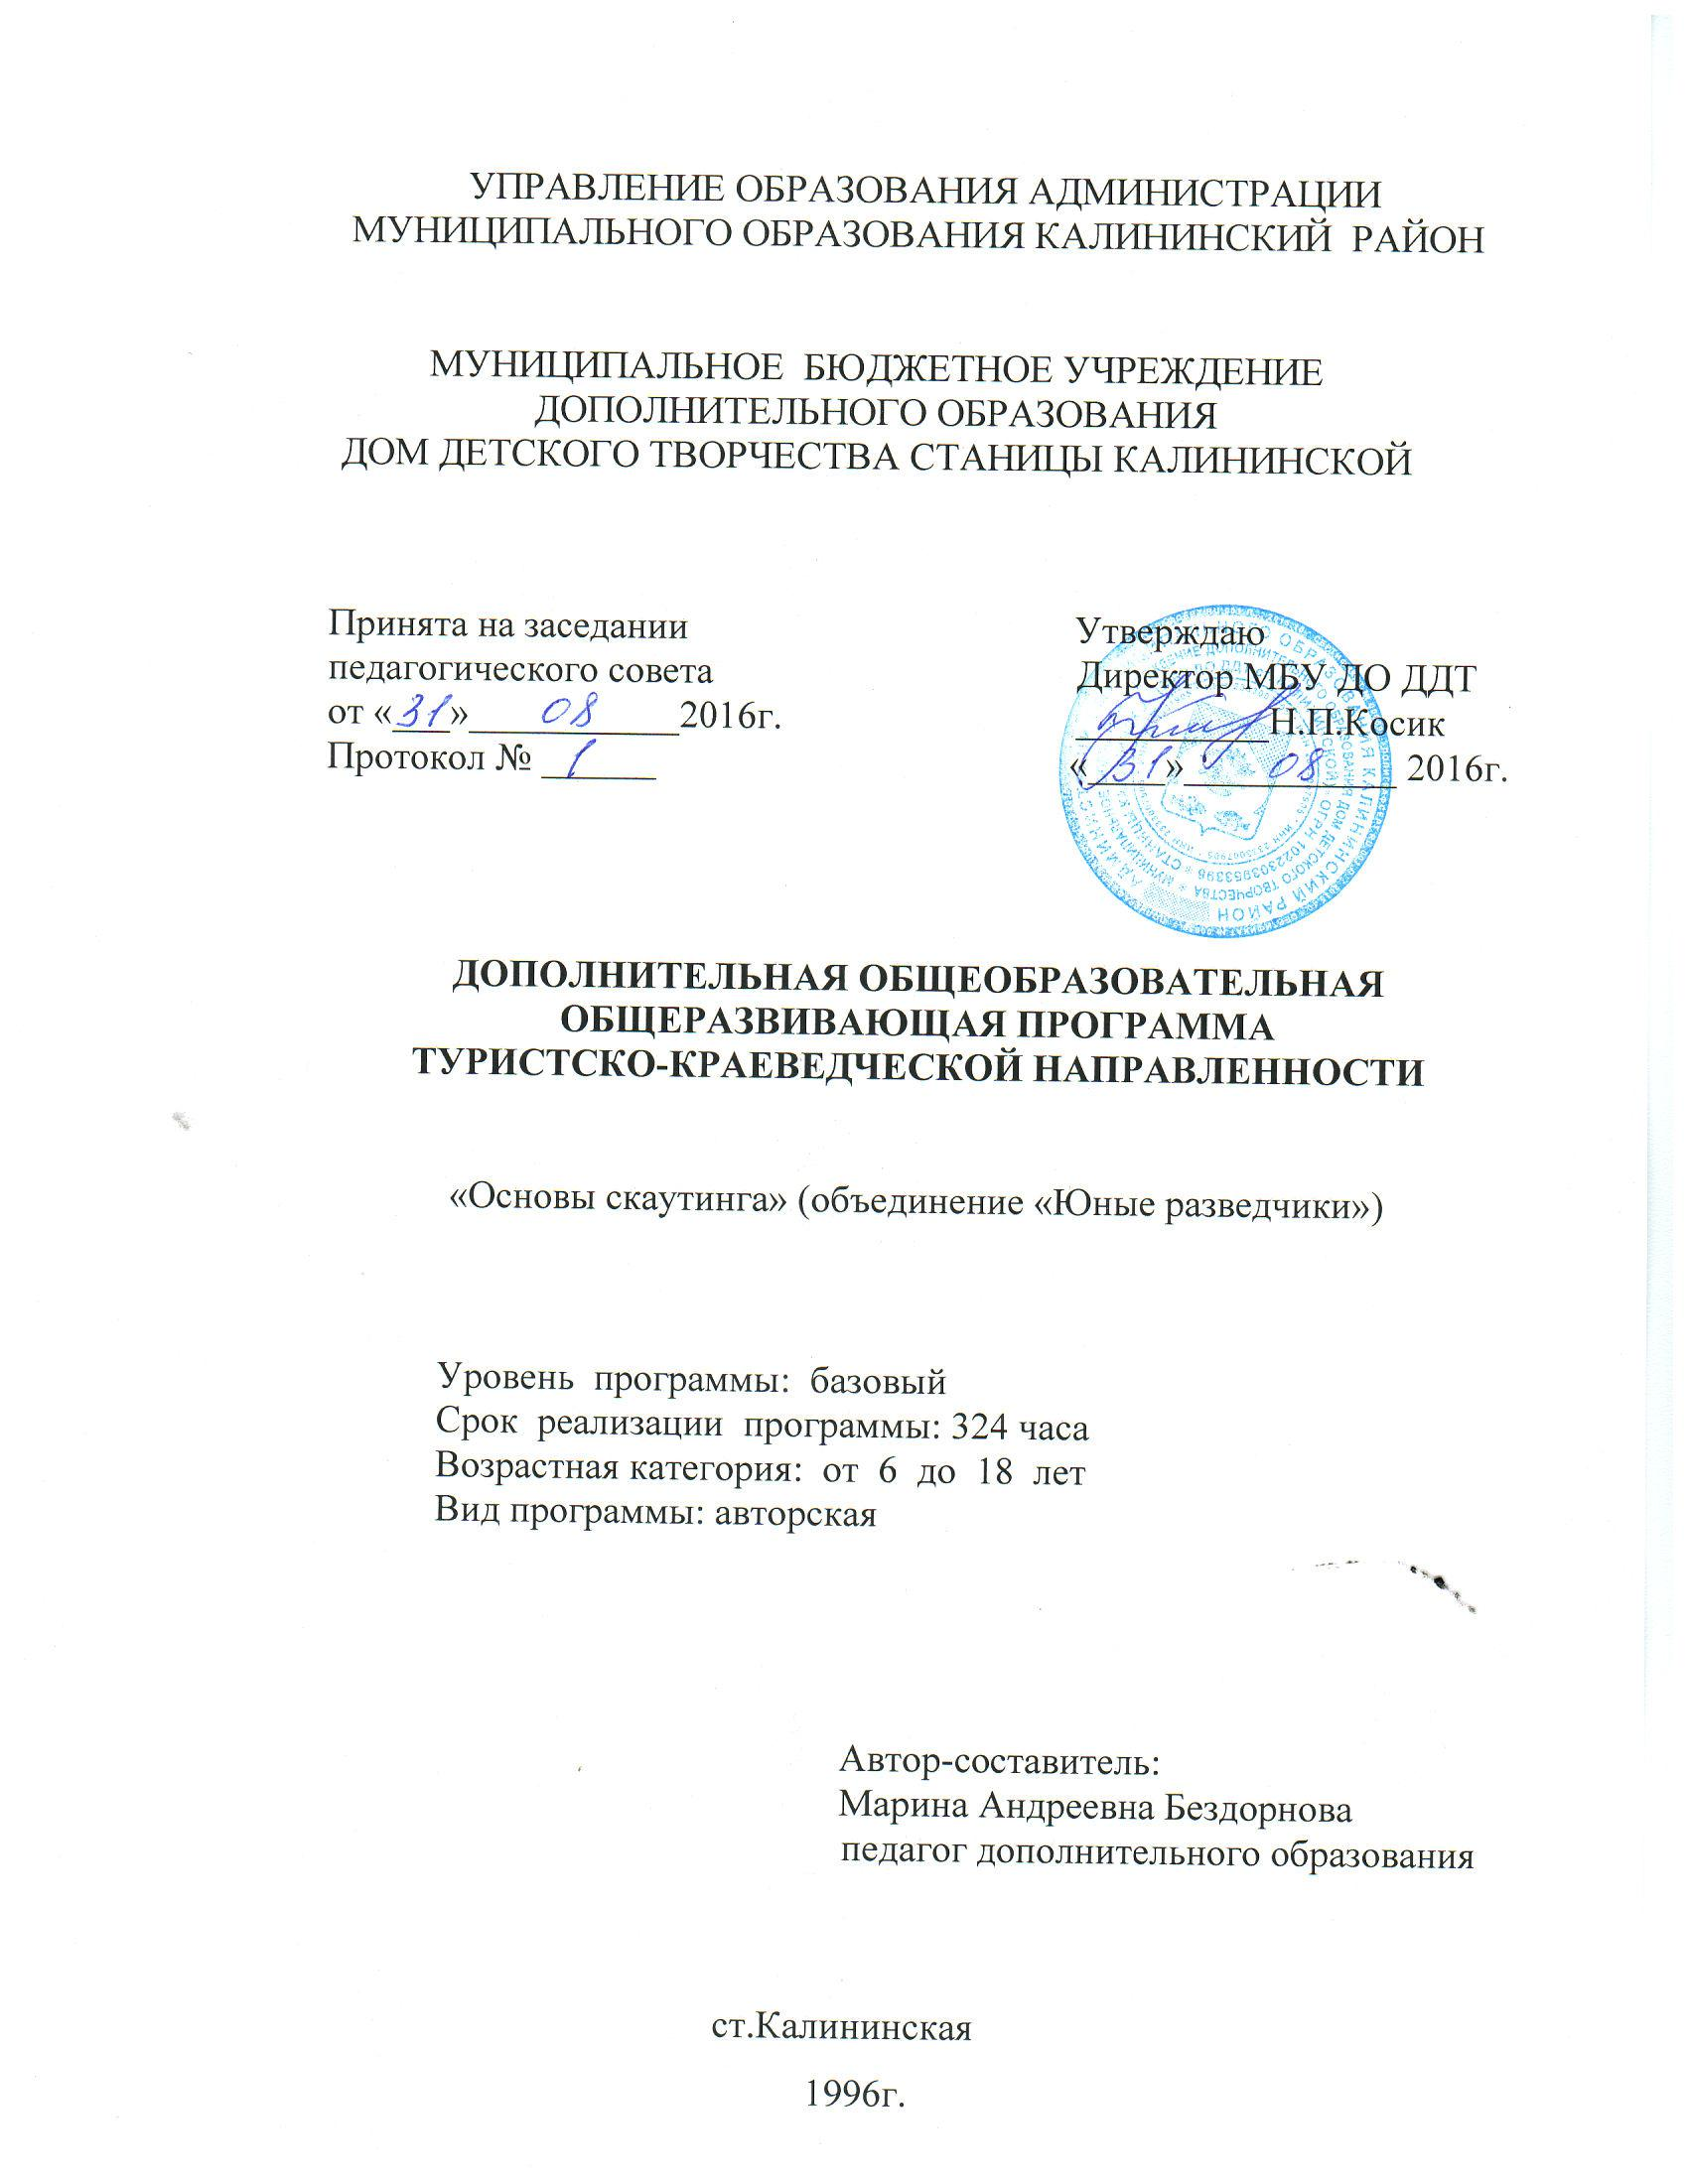 УПРАВЛЕНИЕ ОБРАЗОВАНИЯ АДМИНИСТРАЦИИ
МУНИЦИПАЛЬНОГО ОБРАЗОВАНИЯ КАЛИНИНСКИЙ РАЙОН
МУНИЦИПАЛЬНОЕ БЮДЖЕТНОЕ УЧРЕЖДЕНИЕ
ДОПОЛНИТЕЛЬНОГО ОБРАЗОВАНИЯ
ДОМ ДЕТСКОГО ТВОРЧЕСТВА СТАНИЦЫ КАЛИНИНСКОЙ
Принята на заседании
педагогического совета
от «31» 08 2016г.
Протокол № 1
Утверждаю
Директор МБУ ДО ДДТ
Н.П.Косик
«31» 08 2016г.
ДОПОЛНИТЕЛЬНАЯ ОБЩЕОБРАЗОВАТЕЛЬНАЯ
ОБЩЕРАЗВИВАЮЩАЯ ПРОГРАММА
ТУРИСТСКО-КРАЕВЕДЧЕСКОЙ НАПРАВЛЕННОСТИ
«Основы скаутинга» (объединение «Юные разведчики»)
Уровень программы: базовый
Срок реализации программы: 324 часа
Возрастная категория: от 6 до 18 лет
Вид программы: авторская
Автор-составитель:
Марина Андреевна Бездорнова
педагог дополнительного образования
ст.Калининская
1996г.